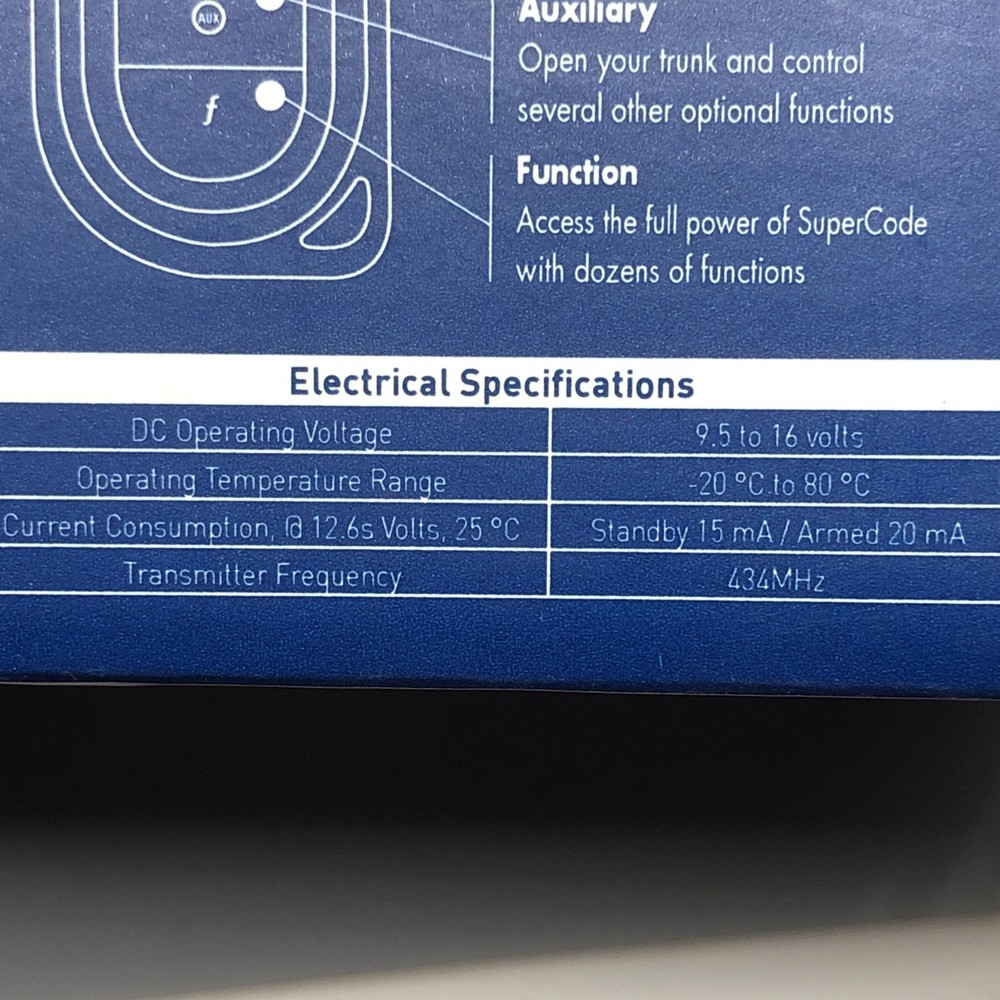 AUX
Auxiliary
Open your trunk and control
several other optional functions
f
Function
Access the full power of SuperCode
with dozens of functions
Electrical Specifications
DC Operating Voltage 9.5 to 16 volts
Operating Temperature Range -20 °C to 80 °C
Current Consumption, @ 12.6s Volts, 25 °C Standby 15 mA / Armed 20 mA
Transmitter Frequency 434MHz